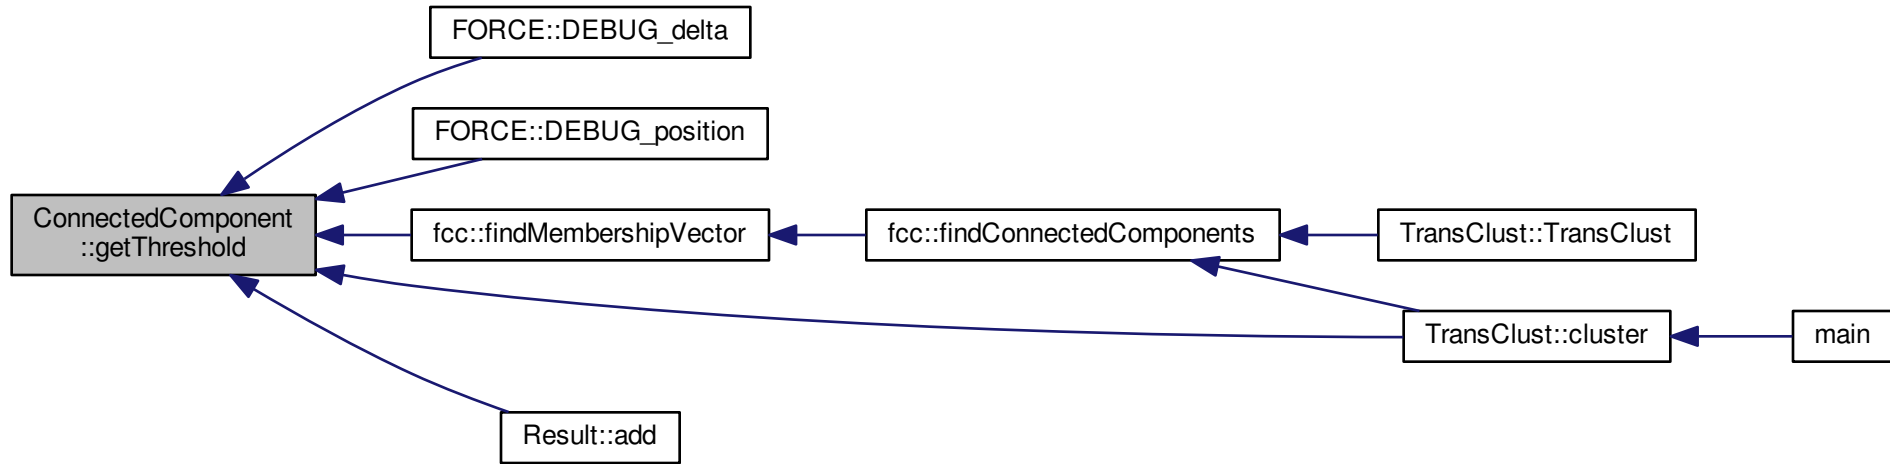 FORCE::DEBUG_delta
FORCE::DEBUG_position
ConnectedComponent
::getThreshold
fcc::findMembershipVector
fcc::findConnectedComponents
TransClust::TransClust
TransClust::cluster
main
Result::add